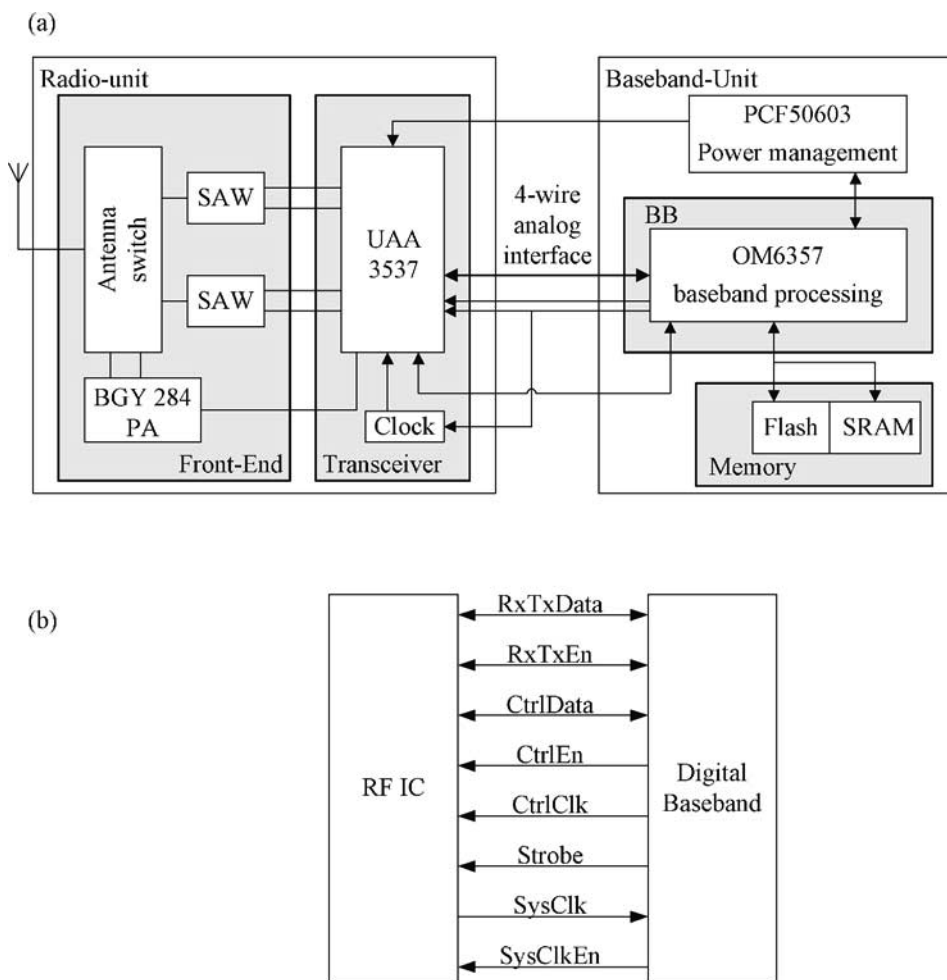 (a)
Radio-unit
Antenna
switch
SAW
SAW
BGY 284
PA
Front-End
UAA
3537
Clock
Transceiver
4-wire
analog
interface
Baseband-Unit
PCF50603
Power management
BB
OM6357
baseband processing
Flash
SRAM
Memory
(b)
RF IC
RxTxData
RxTxEn
CtrlData
CtrlEn
CtrlClk
Strobe
SysClk
SysClkEn
Digital
Baseband